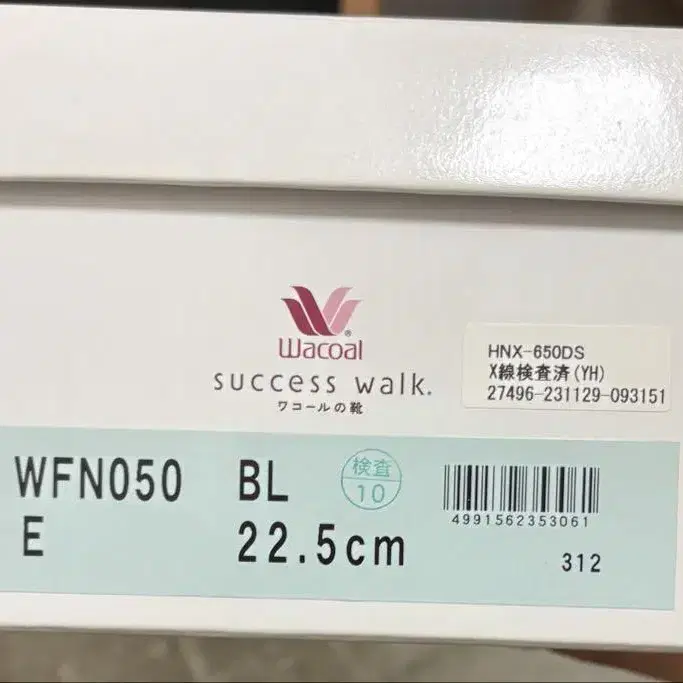 Wacoal®
success walk.
ワコールの靴
HNX-650DS
X線検査済(YH)
27496-231129-093151
WFN050 BL
検査
10
4991562353061
E 22.5cm
312